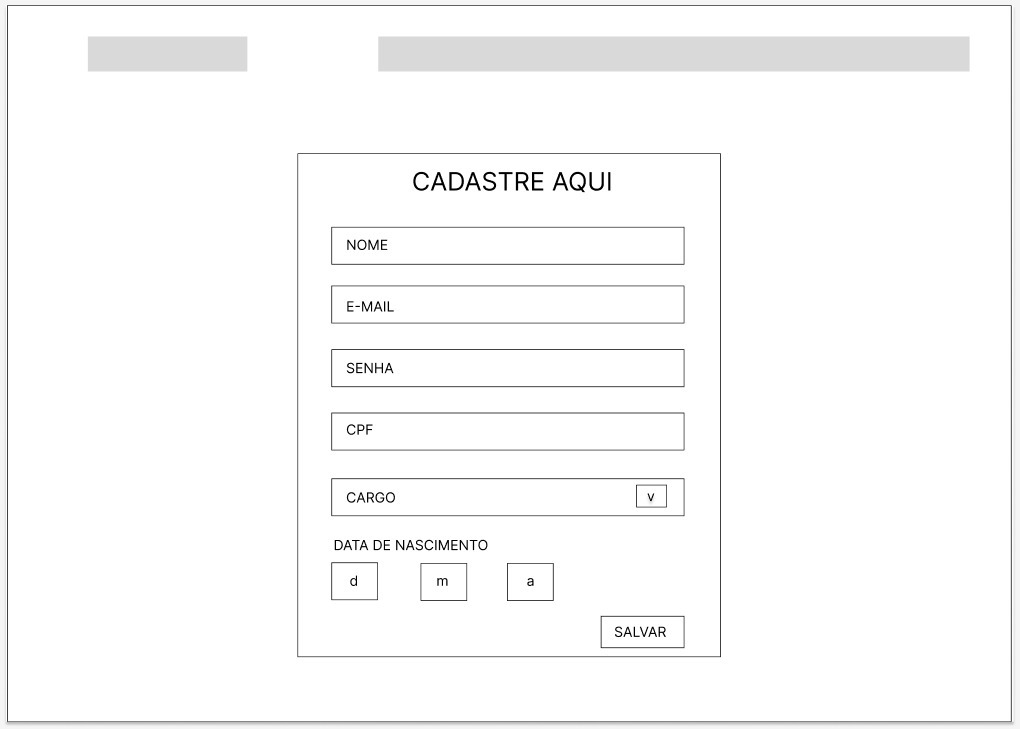 CADASTRE AQUI
NOME
E-MAIL
SENHA
CPF
CARGO v
DATA DE NASCIMENTO
d m a
SALVAR